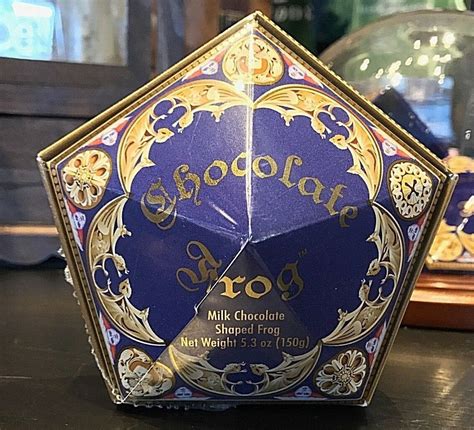 Chocolate
Frog™
Milk Chocolate
Shaped Frog
Net Weight 5.3 oz (150g)